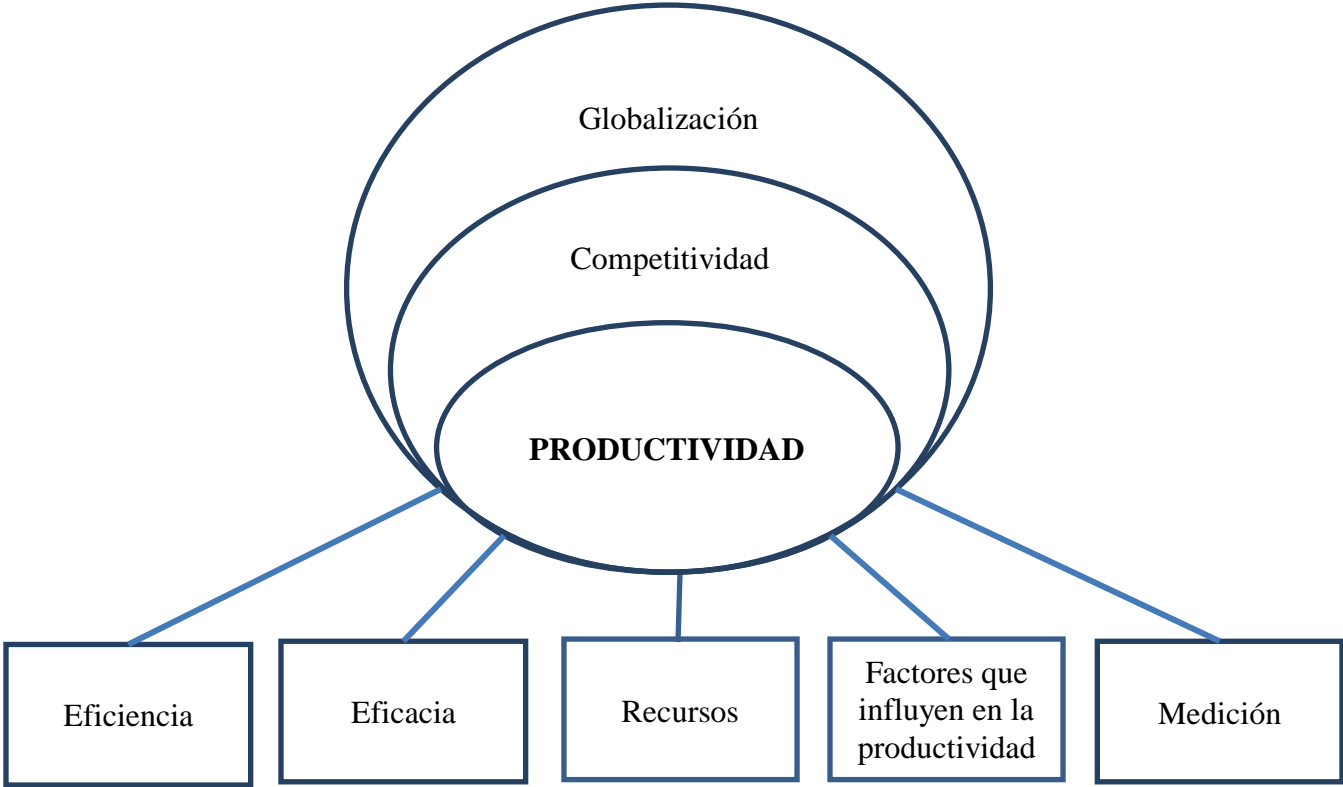 Globalización
Competitividad
PRODUCTIVIDAD
Eficiencia
Eficacia
Recursos
Factores que
influyen en la
productividad
Medición